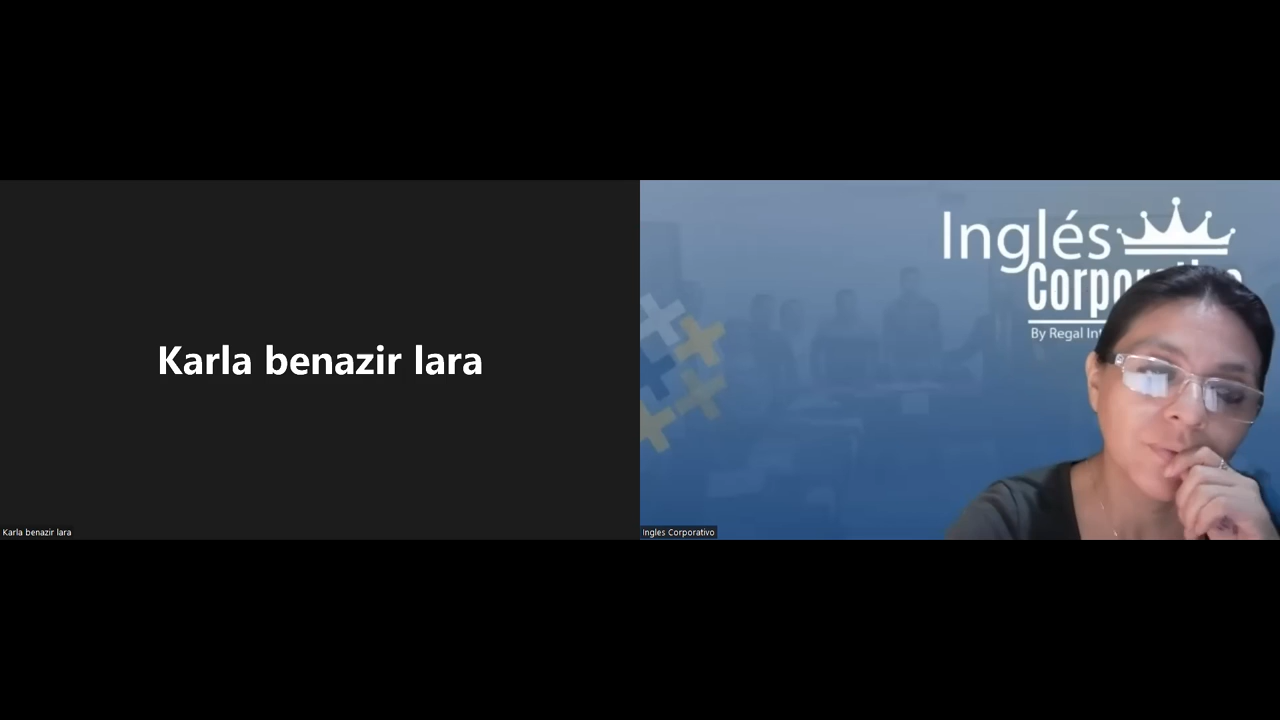 Karla benazir lara
Karla benazir lara
Inglés
By Regal
Ingles Corporativo